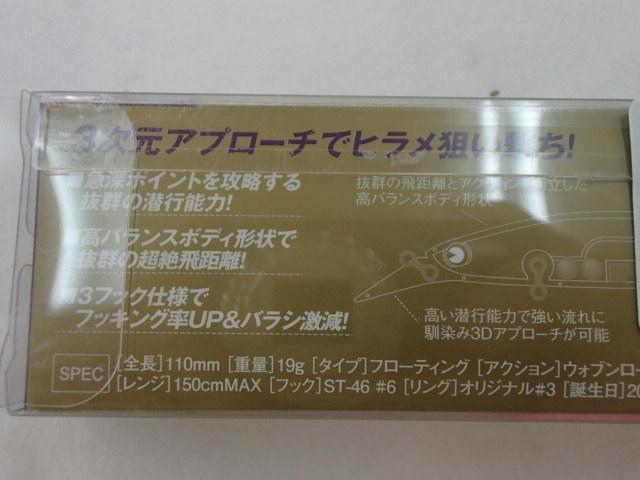 3次元アプローチでヒラメ狙い撃ち!
■急深ポイントを攻略する
抜群の潜行能力!
■高バランスボディ形状で
抜群の超絶飛距離!
■3フック仕様で
フッキング率UP&バラシ激減!
抜群の飛距離とアクション 立した
高バランスボディ形状
高い潜行能力で強い流れに
馴染み3Dアプローチが可能
SPEC
[全長]110mm [重量]19g [タイプ]フローティング [アクション]ウォブンロー
[レンジ]150cmMAX [フック]ST-46 #6 [リング]オリジナル#3 [誕生日]20